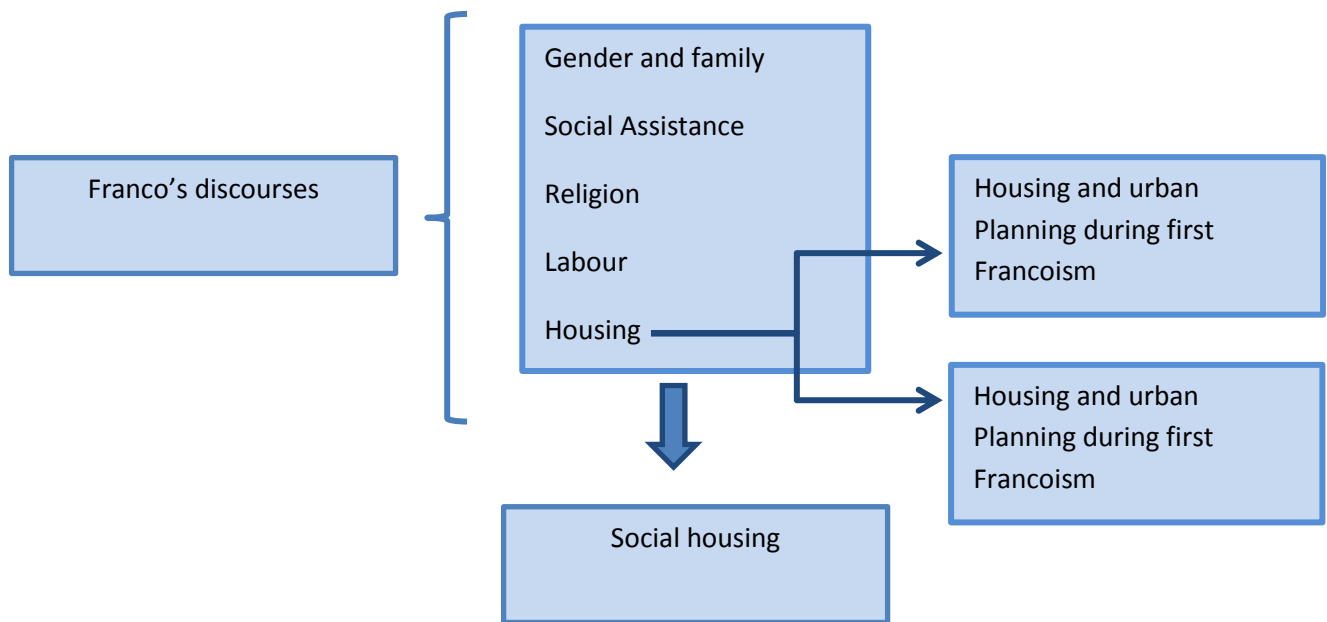 Franco’s discourses
Gender and family
Social Assistance
Religion
Labour
Housing
Housing and urban
Planning during first
Francoism
Housing and urban
Planning during first
Francoism
Social housing